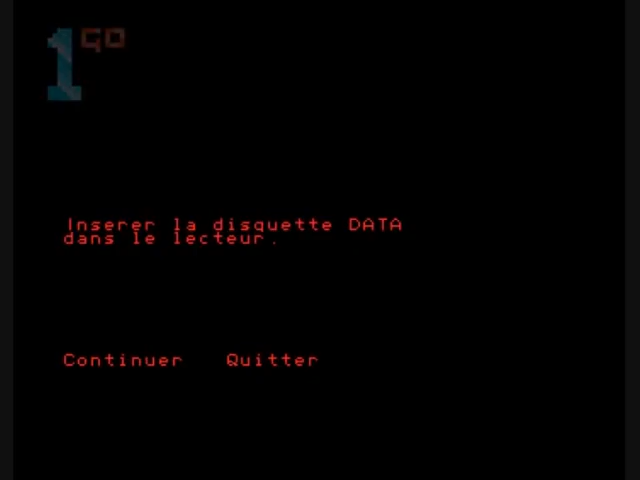 1GO
Inserer la disquette DATA
dans le lecteur.
Continuer Quitter